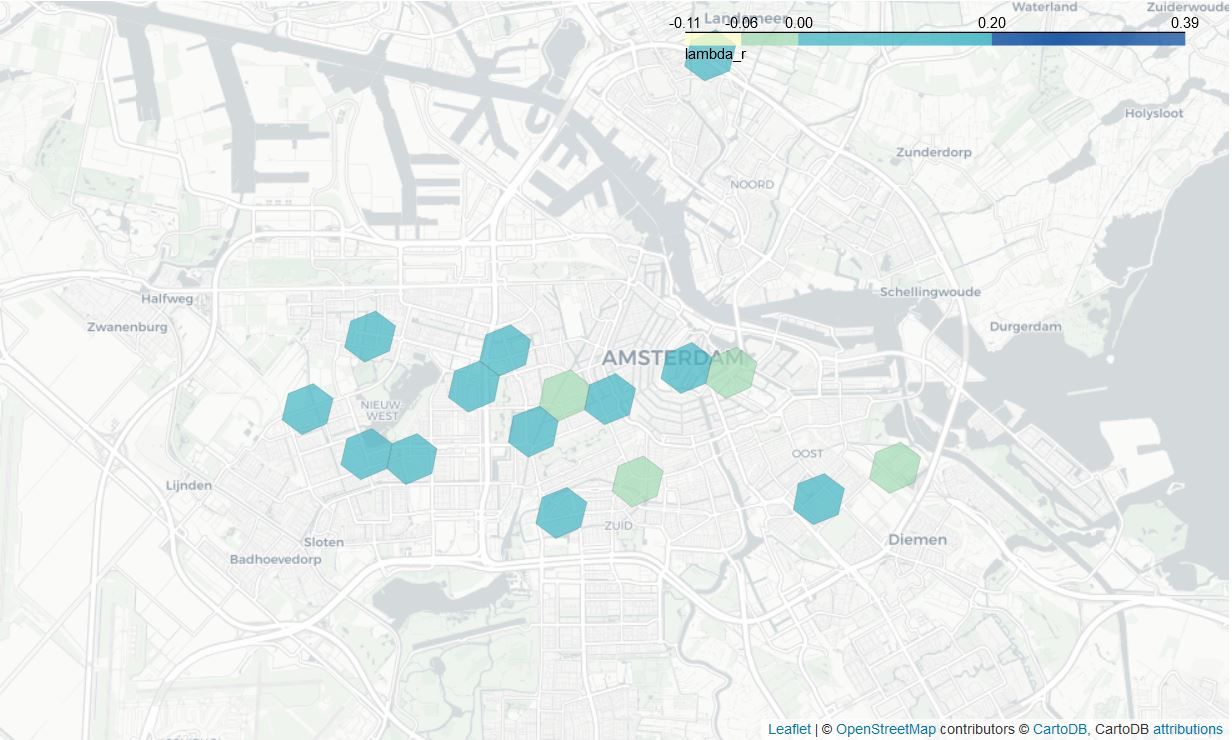 Landsmeer
Waterland
Zuiderwoude
-0.11 0.06 0.00 0.20 0.39
lambda_r
Holysloot
Zunderdorp
NOORD
Halfweg
Schellingwoude
Zwanenburg
Durgerdam
AMSTERDAM
NIEUW-
WEST
OOST
Lijnden
ZUID
Sloten
Diemen
Badhoevedorp
Leaflet | © OpenStreetMap contributors © CartoDB, CartoDB attributions